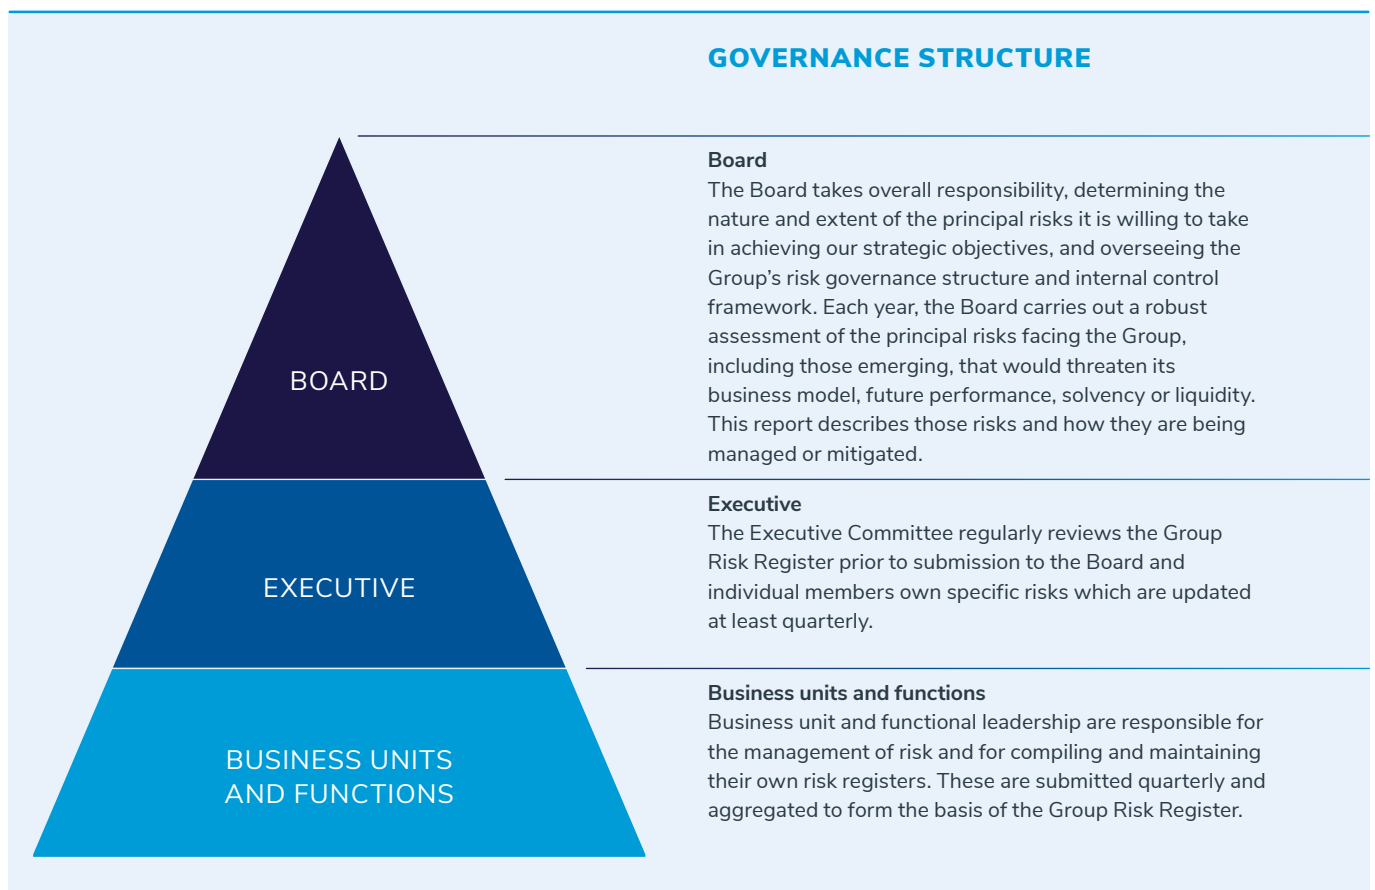 GOVERNANCE STRUCTURE
BOARD
EXECUTIVE
BUSINESS UNITS
AND FUNCTIONS
Board
The Board takes overall responsibility, determining the
nature and extent of the principal risks it is willing to take
in achieving our strategic objectives, and overseeing the
Group’s risk governance structure and internal control
framework. Each year, the Board carries out a robust
assessment of the principal risks facing the Group,
including those emerging, that would threaten its
business model, future performance, solvency or liquidity.
This report describes those risks and how they are being
managed or mitigated.
Executive
The Executive Committee regularly reviews the Group
Risk Register prior to submission to the Board and
individual members own specific risks which are updated
at least quarterly.
Business units and functions
Business unit and functional leadership are responsible for
the management of risk and for compiling and maintaining
their own risk registers. These are submitted quarterly and
aggregated to form the basis of the Group Risk Register.